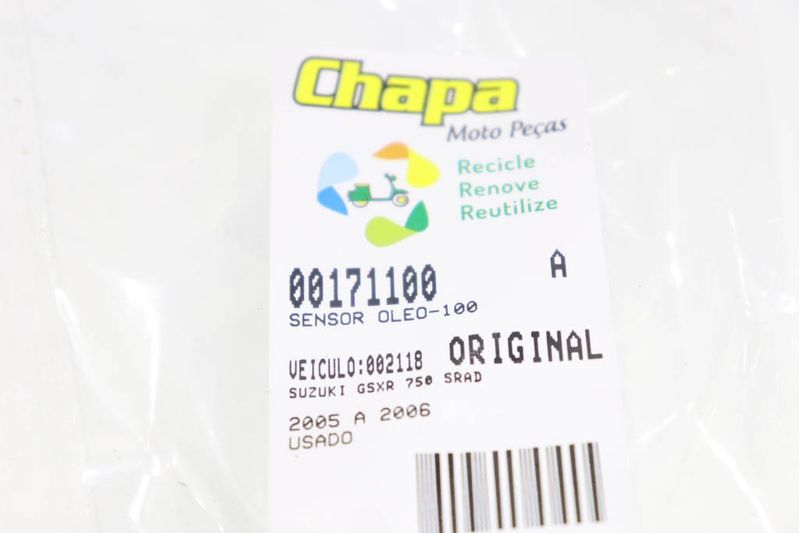 Chapa
Moto Peças
Recicle
Renove
Reutilize
00171100 A
SENSOR OLEO-100
VEICULO:002118 ORIGINAL
SUZUKI GSXR 750 SRAD
2005 A 2006
USADO